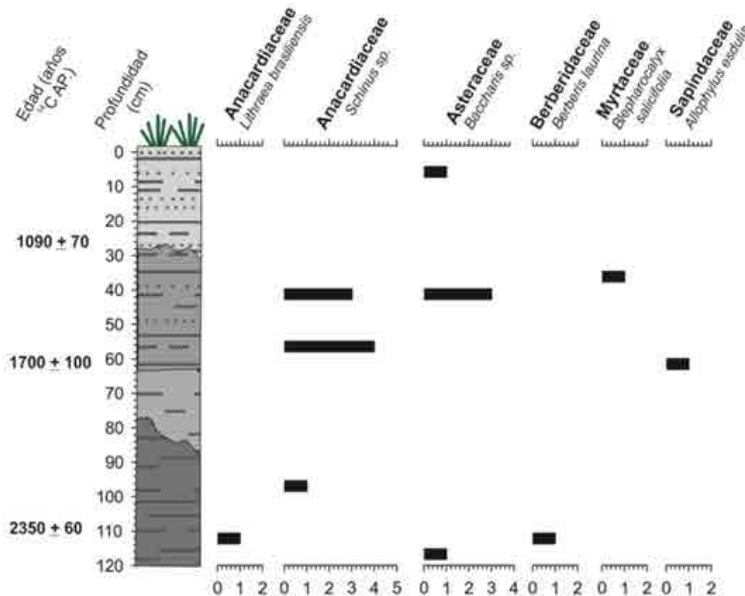 Edad (años
¹⁴C AP.)
Profundidad
(cm)
Anacardiaceae
Lithraea brasiliensis
Anacardiaceae
Schinus sp.
Asteraceae
Baccharis sp.
Berberidaceae
Berberis laurina
Myrtaceae
Blepharocalyx
salicifolia
Sapindaceae
Allophylus esdulis
0
10
20
30
40
50
60
70
80
90
100
110
120
1090 ± 70
1700 ± 100
2350 ± 60
0 1 2
0 1 2 3 4 5
0 1 2 3 4
0 1 2
0 1 2
0 1 2